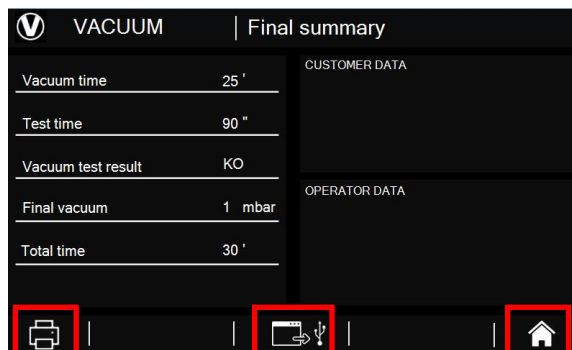 V VACUUM | Final summary
Vacuum time 25 '
Test time 90 "
Vacuum test result KO
Final vacuum 1 mbar
Total time 30 '
CUSTOMER DATA
OPERATOR DATA